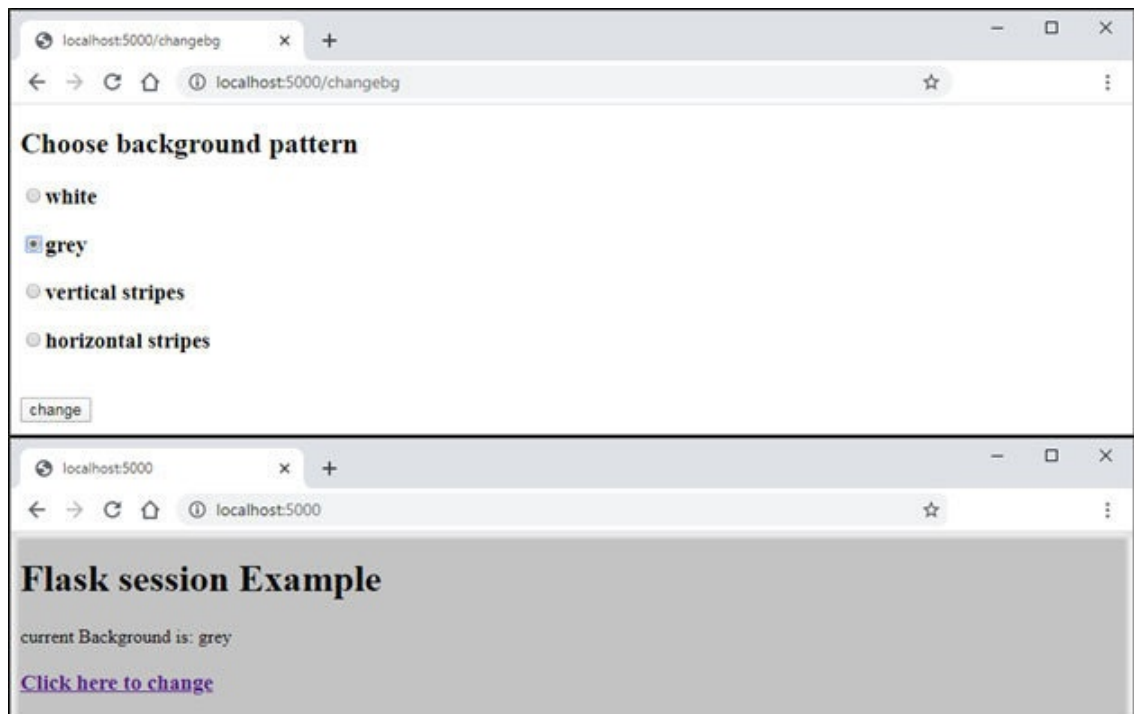 localhost:5000/changebg
localhost:5000/changebg
Choose background pattern
white
grey
vertical stripes
horizontal stripes
change
localhost:5000
localhost:5000
Flask session Example
current Background is: grey
Click here to change